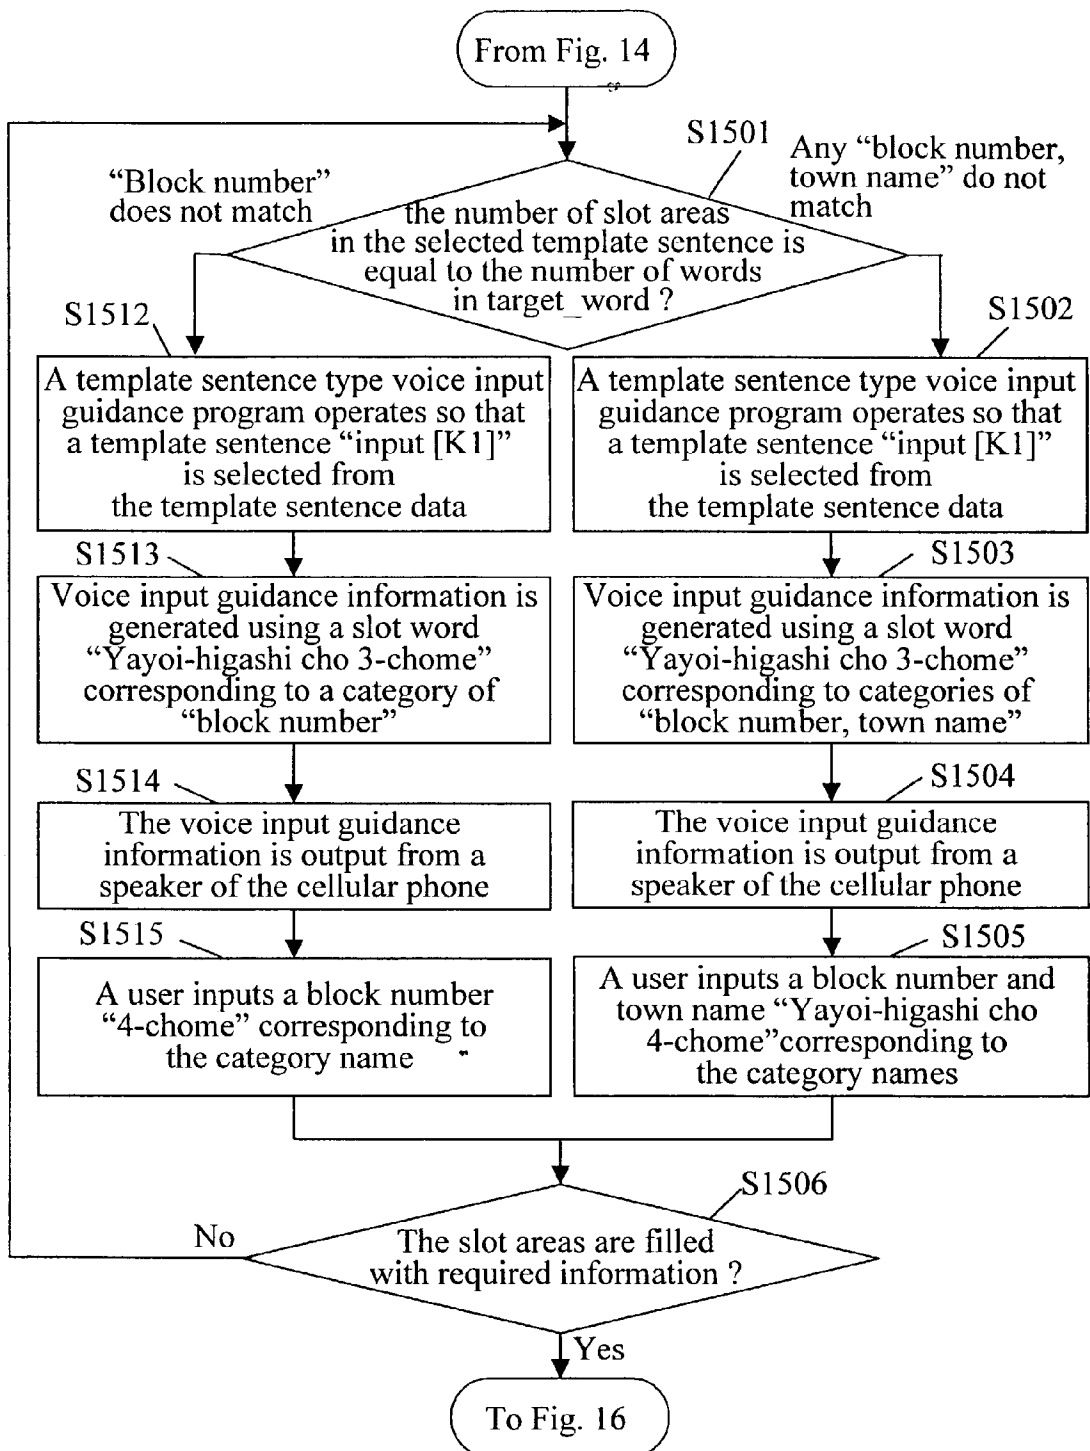 From Fig. 14
S1501
“Block number”
does not match
Any “block number,
town name” do not
match
the number of slot areas
in the selected template sentence is
equal to the number of words
in target_word ?
S1512
A template sentence type voice input
guidance program operates so that
a template sentence “input [K1]”
is selected from
the template sentence data
S1502
A template sentence type voice input
guidance program operates so that
a template sentence “input [K1]”
is selected from
the template sentence data
S1513
Voice input guidance information is
generated using a slot word
“Yayoi-higashi cho 3-chome”
corresponding to a category of
“block number”
S1503
Voice input guidance information is
generated using a slot word
“Yayoi-higashi cho 3-chome”
corresponding to categories of
“block number, town name”
S1514
The voice input guidance
information is output from a
speaker of the cellular phone
S1504
The voice input guidance
information is output from a
speaker of the cellular phone
S1515
A user inputs a block number
“4-chome” corresponding to
the category name
S1505
A user inputs a block number and
town name “Yayoi-higashi cho
4-chome”corresponding to
the category names
S1506
The slot areas are filled
with required information ?
No
Yes
To Fig. 16